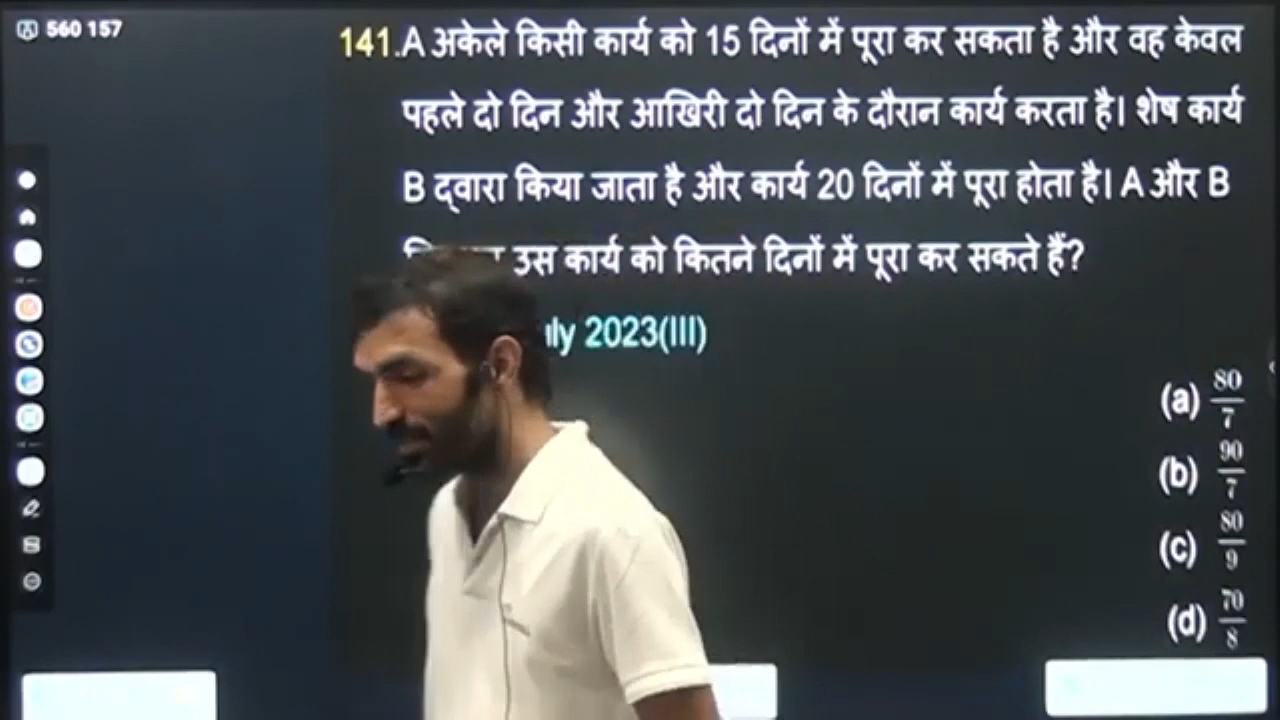 560 157
141.A अकेले किसी कार्य को 15 दिनों में पूरा कर सकता है और वह केवल
पहले दो दिन और आखिरी दो दिन के दौरान कार्य करता है। शेष कार्य
B द्वारा किया जाता है और कार्य 20 दिनों में पूरा होता है। A और B
उस कार्य को कितने दिनों में पूरा कर सकते हैं?
2023(III)
(a) 80/7
(b) 90/7
(c) 80/9
(d) 70/8